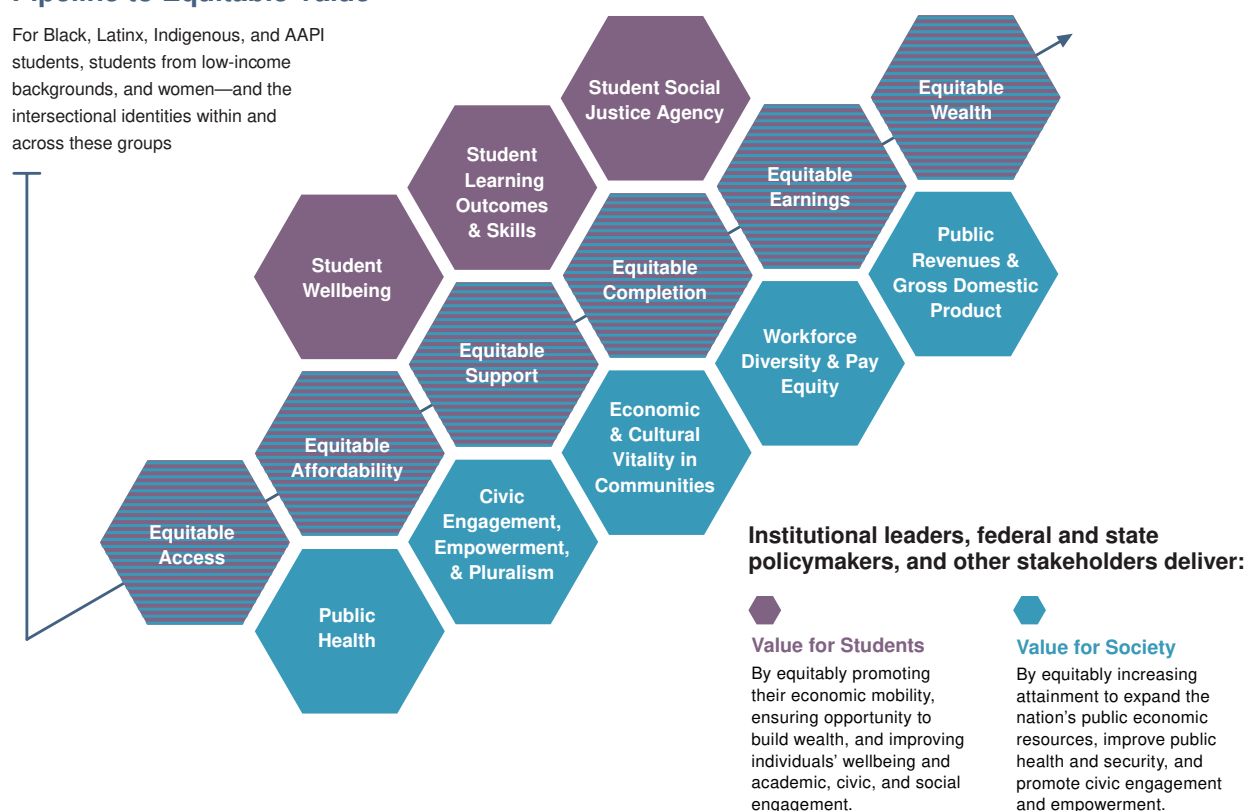 Pipeline to Equitable Value
For Black, Latinx, Indigenous, and AAPI
students, students from low-income
backgrounds, and women—and the
intersectional identities within and
across these groups
Student Social
Justice Agency
Equitable
Wealth
Student
Learning
Outcomes
& Skills
Equitable
Earnings
Student
Wellbeing
Equitable
Completion
Public
Revenues &
Gross Domestic
Product
Equitable
Support
Workforce
Diversity & Pay
Equity
Equitable
Affordability
Economic
& Cultural
Vitality in
Communities
Equitable
Access
Civic
Engagement,
Empowerment,
& Pluralism
Public
Health
Institutional leaders, federal and state
policymakers, and other stakeholders deliver:
Value for Students
By equitably promoting
their economic mobility,
ensuring opportunity to
build wealth, and improving
individuals’ wellbeing and
academic, civic, and social
engagement.
Value for Society
By equitably increasing
attainment to expand the
nation’s public economic
resources, improve public
health and security, and
promote civic engagement
and empowerment.